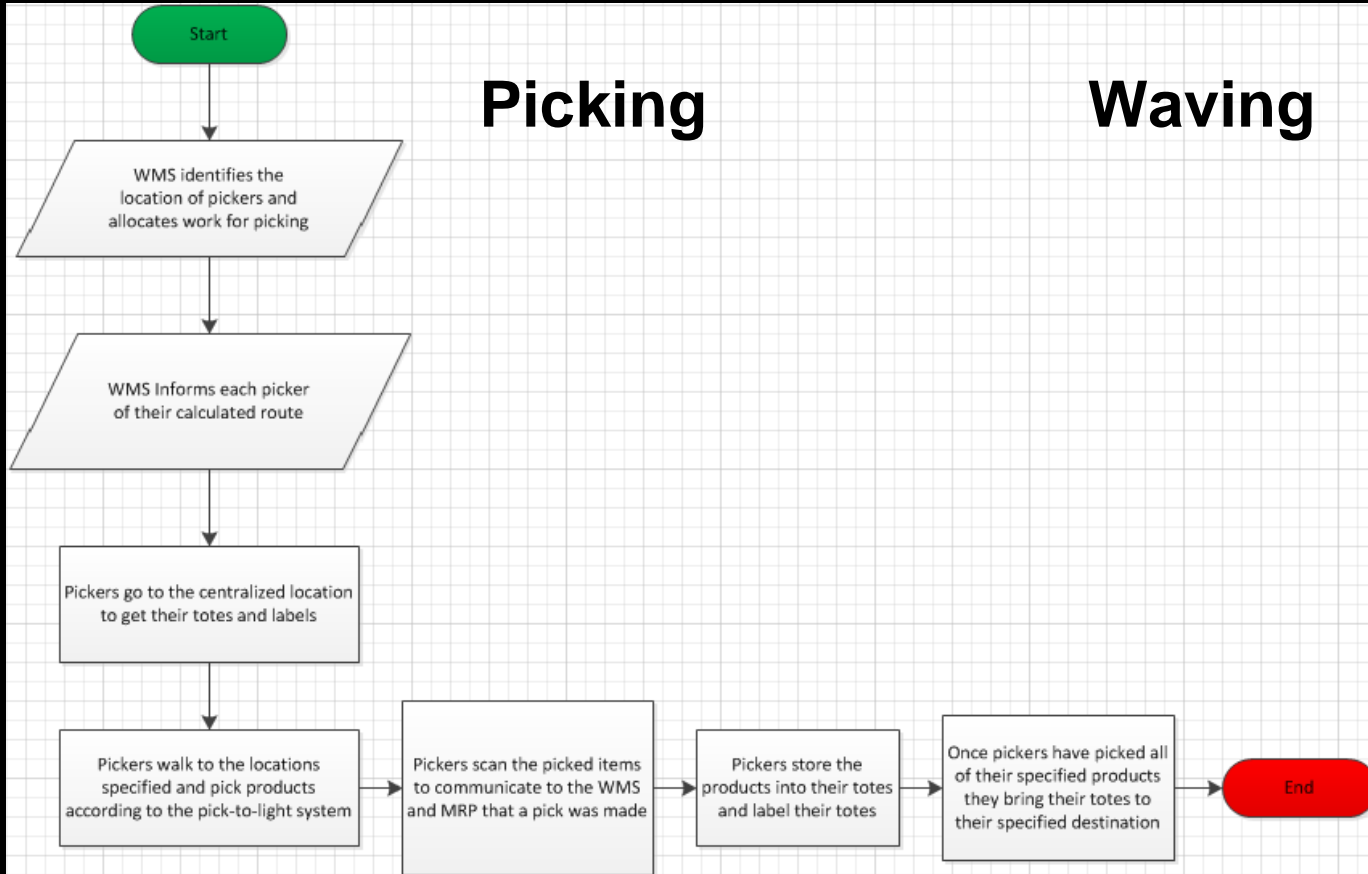 Start
Picking
Waving
WMS identifies the
location of pickers and
allocates work for picking
WMS Informs each picker
of their calculated route
Pickers go to the centralized location
to get their totes and labels
Pickers walk to the locations
specified and pick products
according to the pick-to-light system
Pickers scan the picked items
to communicate to the WMS
and MRP that a pick was made
Pickers store the
products into their totes
and label their totes
Once pickers have picked all
of their specified products
they bring their totes to
their specified destination
End